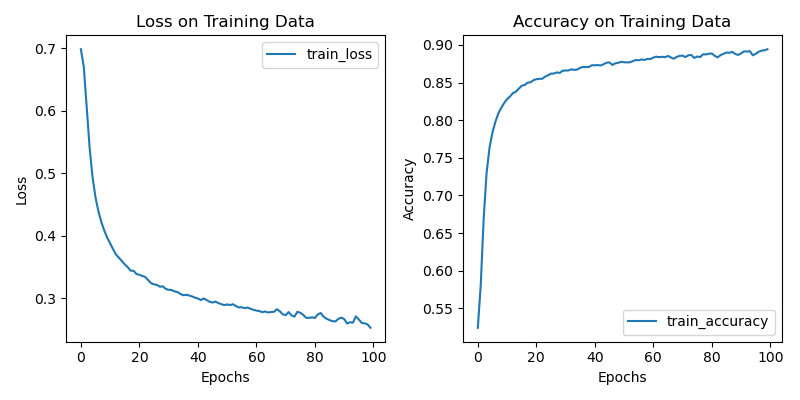 Loss on Training Data
0.7
0.6
0.5
0.4
0.3
Loss
train_loss
0 20 40 60 80 100
Epochs
Accuracy on Training Data
0.90
0.85
0.80
0.75
0.70
0.65
0.60
0.55
Accuracy
train_accuracy
0 20 40 60 80 100
Epochs